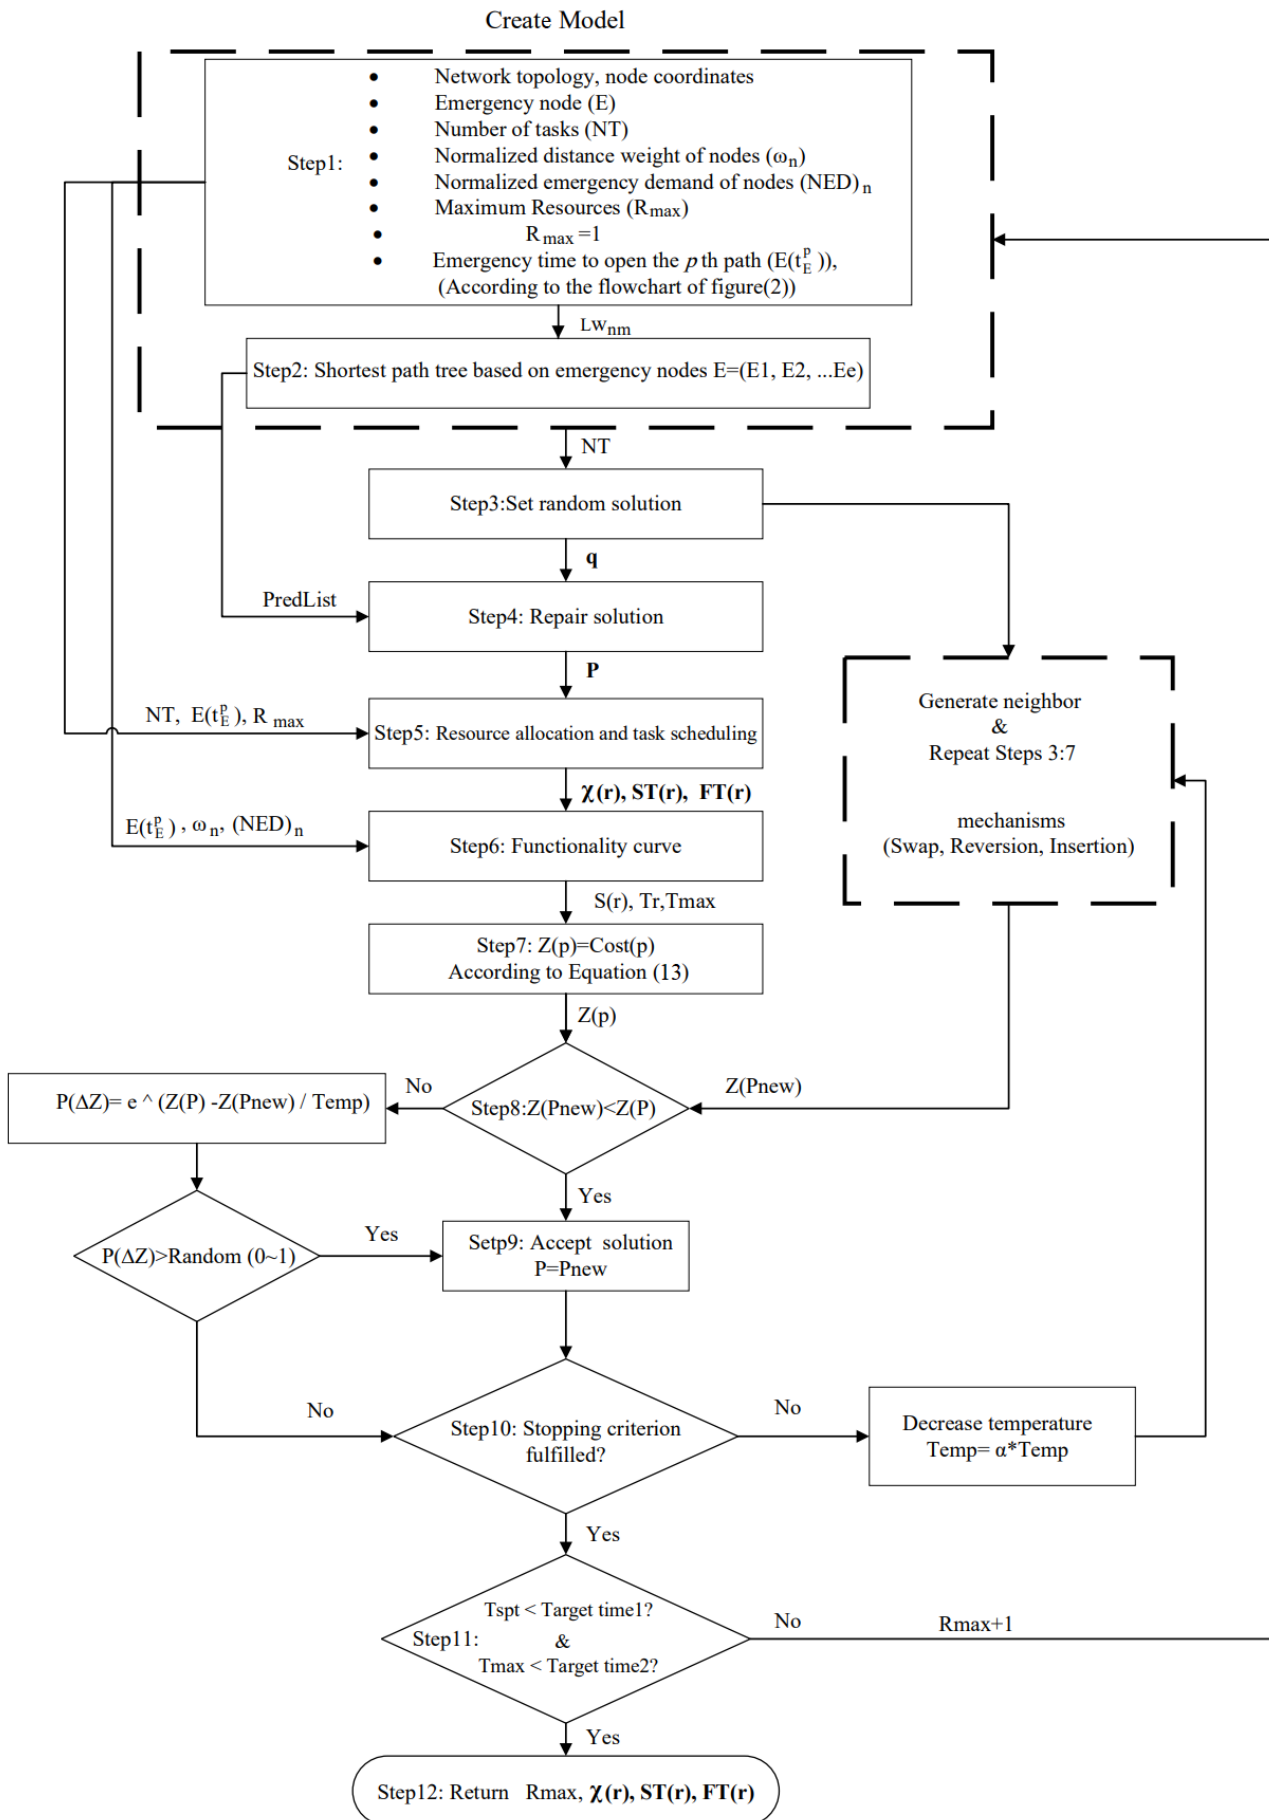 Create Model
Step1:
• Network topology, node coordinates
• Emergency node (E)
• Number of tasks (NT)
• Normalized distance weight of nodes (ωn)
• Normalized emergency demand of nodes (NED)n
• Maximum Resources (Rmax)
• Rmax =1
• Emergency time to open the p th path (E(t_E^p)),
(According to the flowchart of figure(2))
Lwnm
Step2: Shortest path tree based on emergency nodes E=(E1, E2, ...Ee)
NT
Step3:Set random solution
q
PredList
Step4: Repair solution
P
NT, E(t_E^p), R max
Step5: Resource allocation and task scheduling
χ(r), ST(r), FT(r)
E(t_E^p) , ωn, (NED)n
Step6: Functionality curve
S(r), Tr,Tmax
Step7: Z(p)=Cost(p)
According to Equation (13)
Z(p)
Generate neighbor
&
Repeat Steps 3:7
mechanisms
(Swap, Reversion, Insertion)
Z(Pnew)
Step8:Z(Pnew)<Z(P)
No
P(ΔZ)= e ^ (Z(P) -Z(Pnew) / Temp)
Yes
P(ΔZ)>Random (0~1)
Yes
Setp9: Accept solution
P=Pnew
No
Step10: Stopping criterion
fulfilled?
No
Decrease temperature
Temp= α*Temp
Yes
Tspt < Target time1?
Step11: &
Tmax < Target time2?
No
Rmax+1
Yes
Step12: Return Rmax, χ(r), ST(r), FT(r)